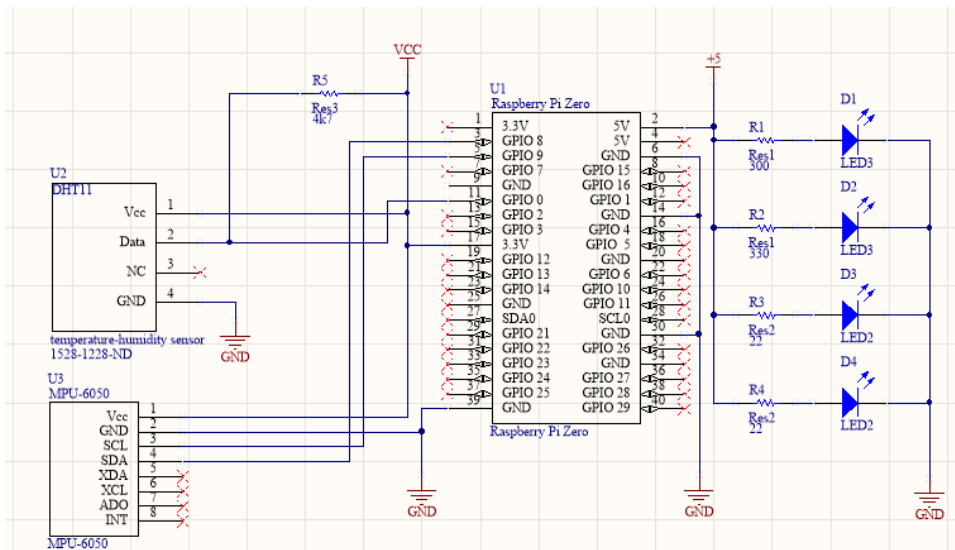 VCC
+5
R5
Res3
4k7
U1
Raspberry Pi Zero
1 3.3V 5V 2
3 GPIO 8 5V 4
5 GPIO 9 GND 6
7 GPIO 7 GPIO 15 8
9 GND GPIO 16 10
11 GPIO 0 GPIO 1 12
13 GPIO 2 GND 14
15 GPIO 3 GPIO 4 16
17 3.3V GPIO 5 18
19 GPIO 12 GND 20
21 GPIO 13 GPIO 6 22
23 GPIO 14 GPIO 10 24
25 GND GPIO 11 26
27 SDA0 SCL0 28
29 GPIO 21 GND 30
31 GPIO 22 GPIO 26 32
33 GPIO 23 GND 34
35 GPIO 24 GPIO 27 36
37 GPIO 25 GPIO 28 38
39 GND GPIO 29 40
Raspberry Pi Zero
U2
DHT11
Vcc 1
Data 2
NC 3
GND 4
temperature-humidity sensor
1528-1228-ND
GND
U3
MPU-6050
Vcc 1
GND 2
SCL 3
SDA 4
XDA 5
XCL 6
ADO 7
INT 8
MPU-6050
GND
GND
R1
Res1
300
D1
LED3
R2
Res1
330
D2
LED3
R3
Res2
22
D3
LED2
R4
Res2
22
D4
LED2
GND